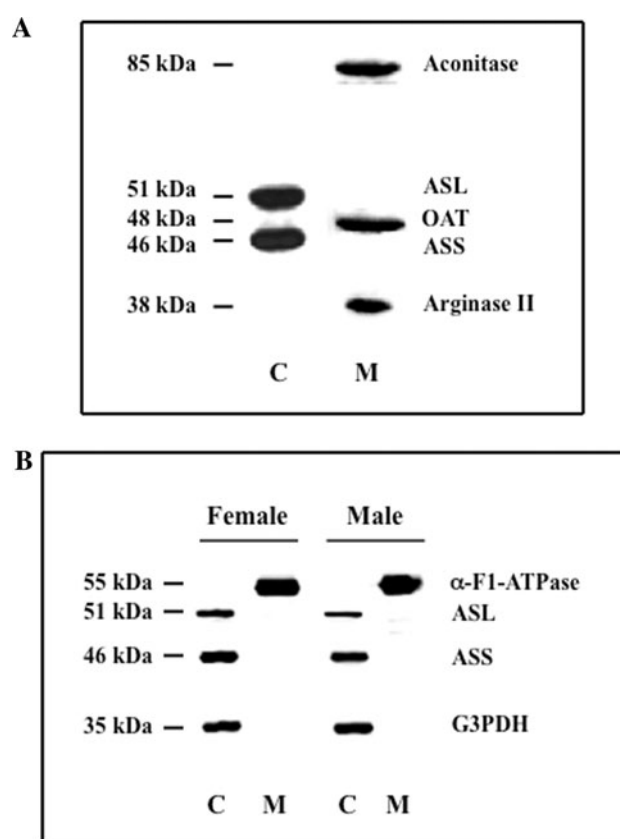 A
85 kDa — Aconitase
51 kDa — ASL
48 kDa — OAT
46 kDa — ASS
38 kDa — Arginase II
C M
B
Female Male
55 kDa — α-F1-ATPase
51 kDa — ASL
46 kDa — ASS
35 kDa — G3PDH
C M C M